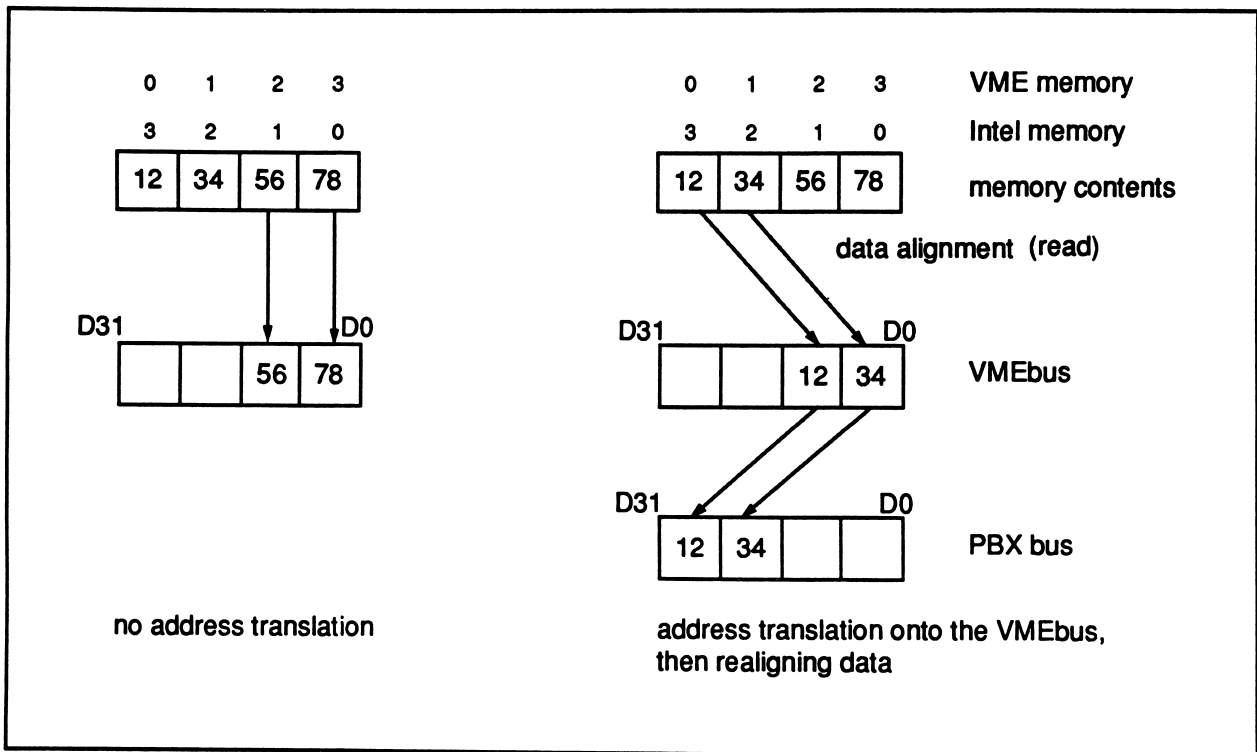 0 1 2 3
3 2 1 0
12 34 56 78
D31 D0
56 78
no address translation
0 1 2 3 VME memory
3 2 1 0 Intel memory
12 34 56 78 memory contents
data alignment (read)
D31 D0
12 34 VMEbus
D31 D0
12 34 PBX bus
address translation onto the VMEbus,
then realigning data